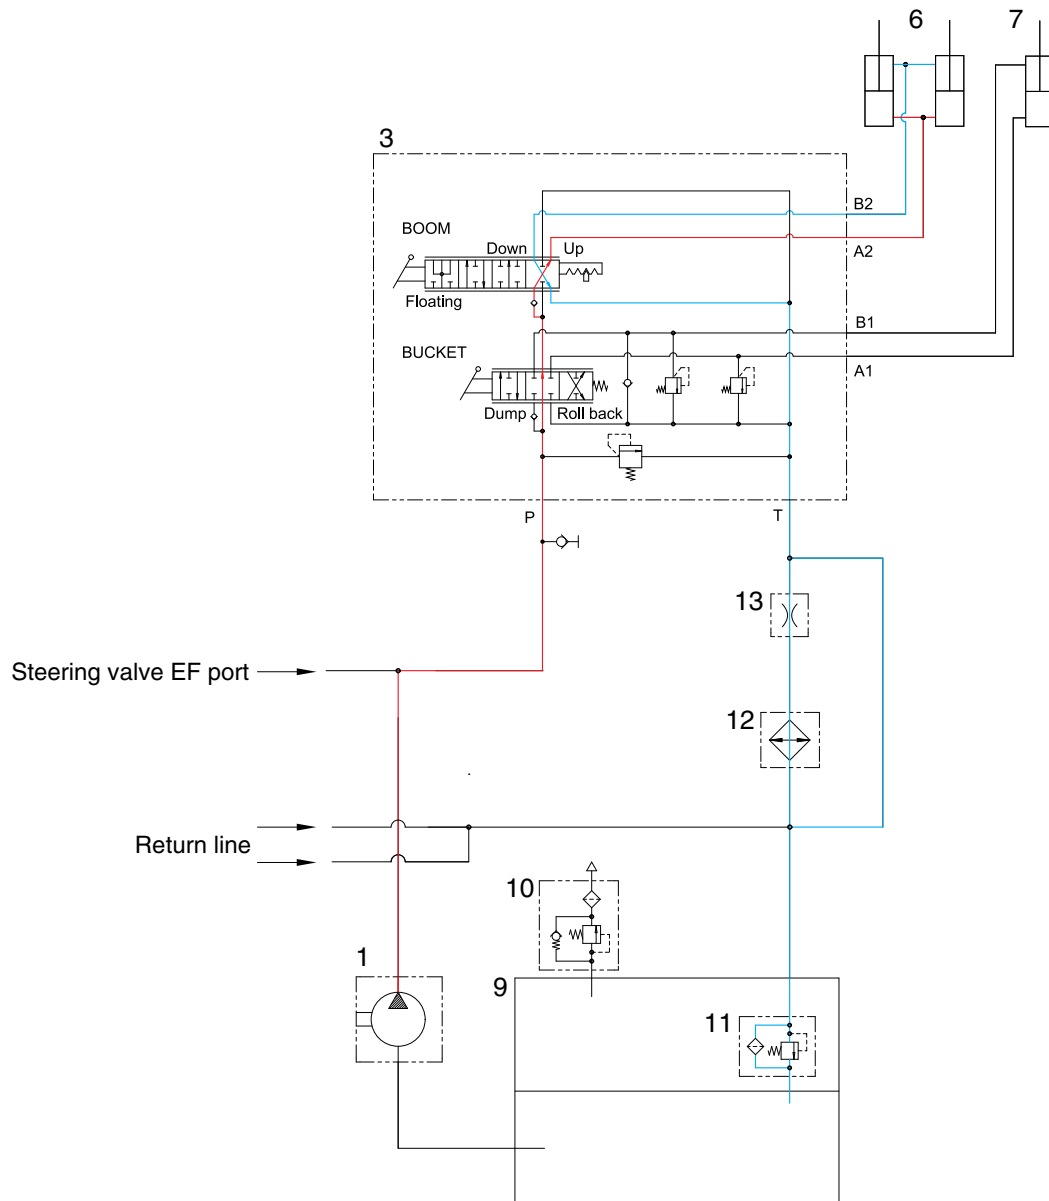 6 7
3
B2
BOOM
Down Up
A2
Floating
B1
BUCKET
A1
Dump Roll back
P T
13
Steering valve EF port
12
Return line
10
1
9
11